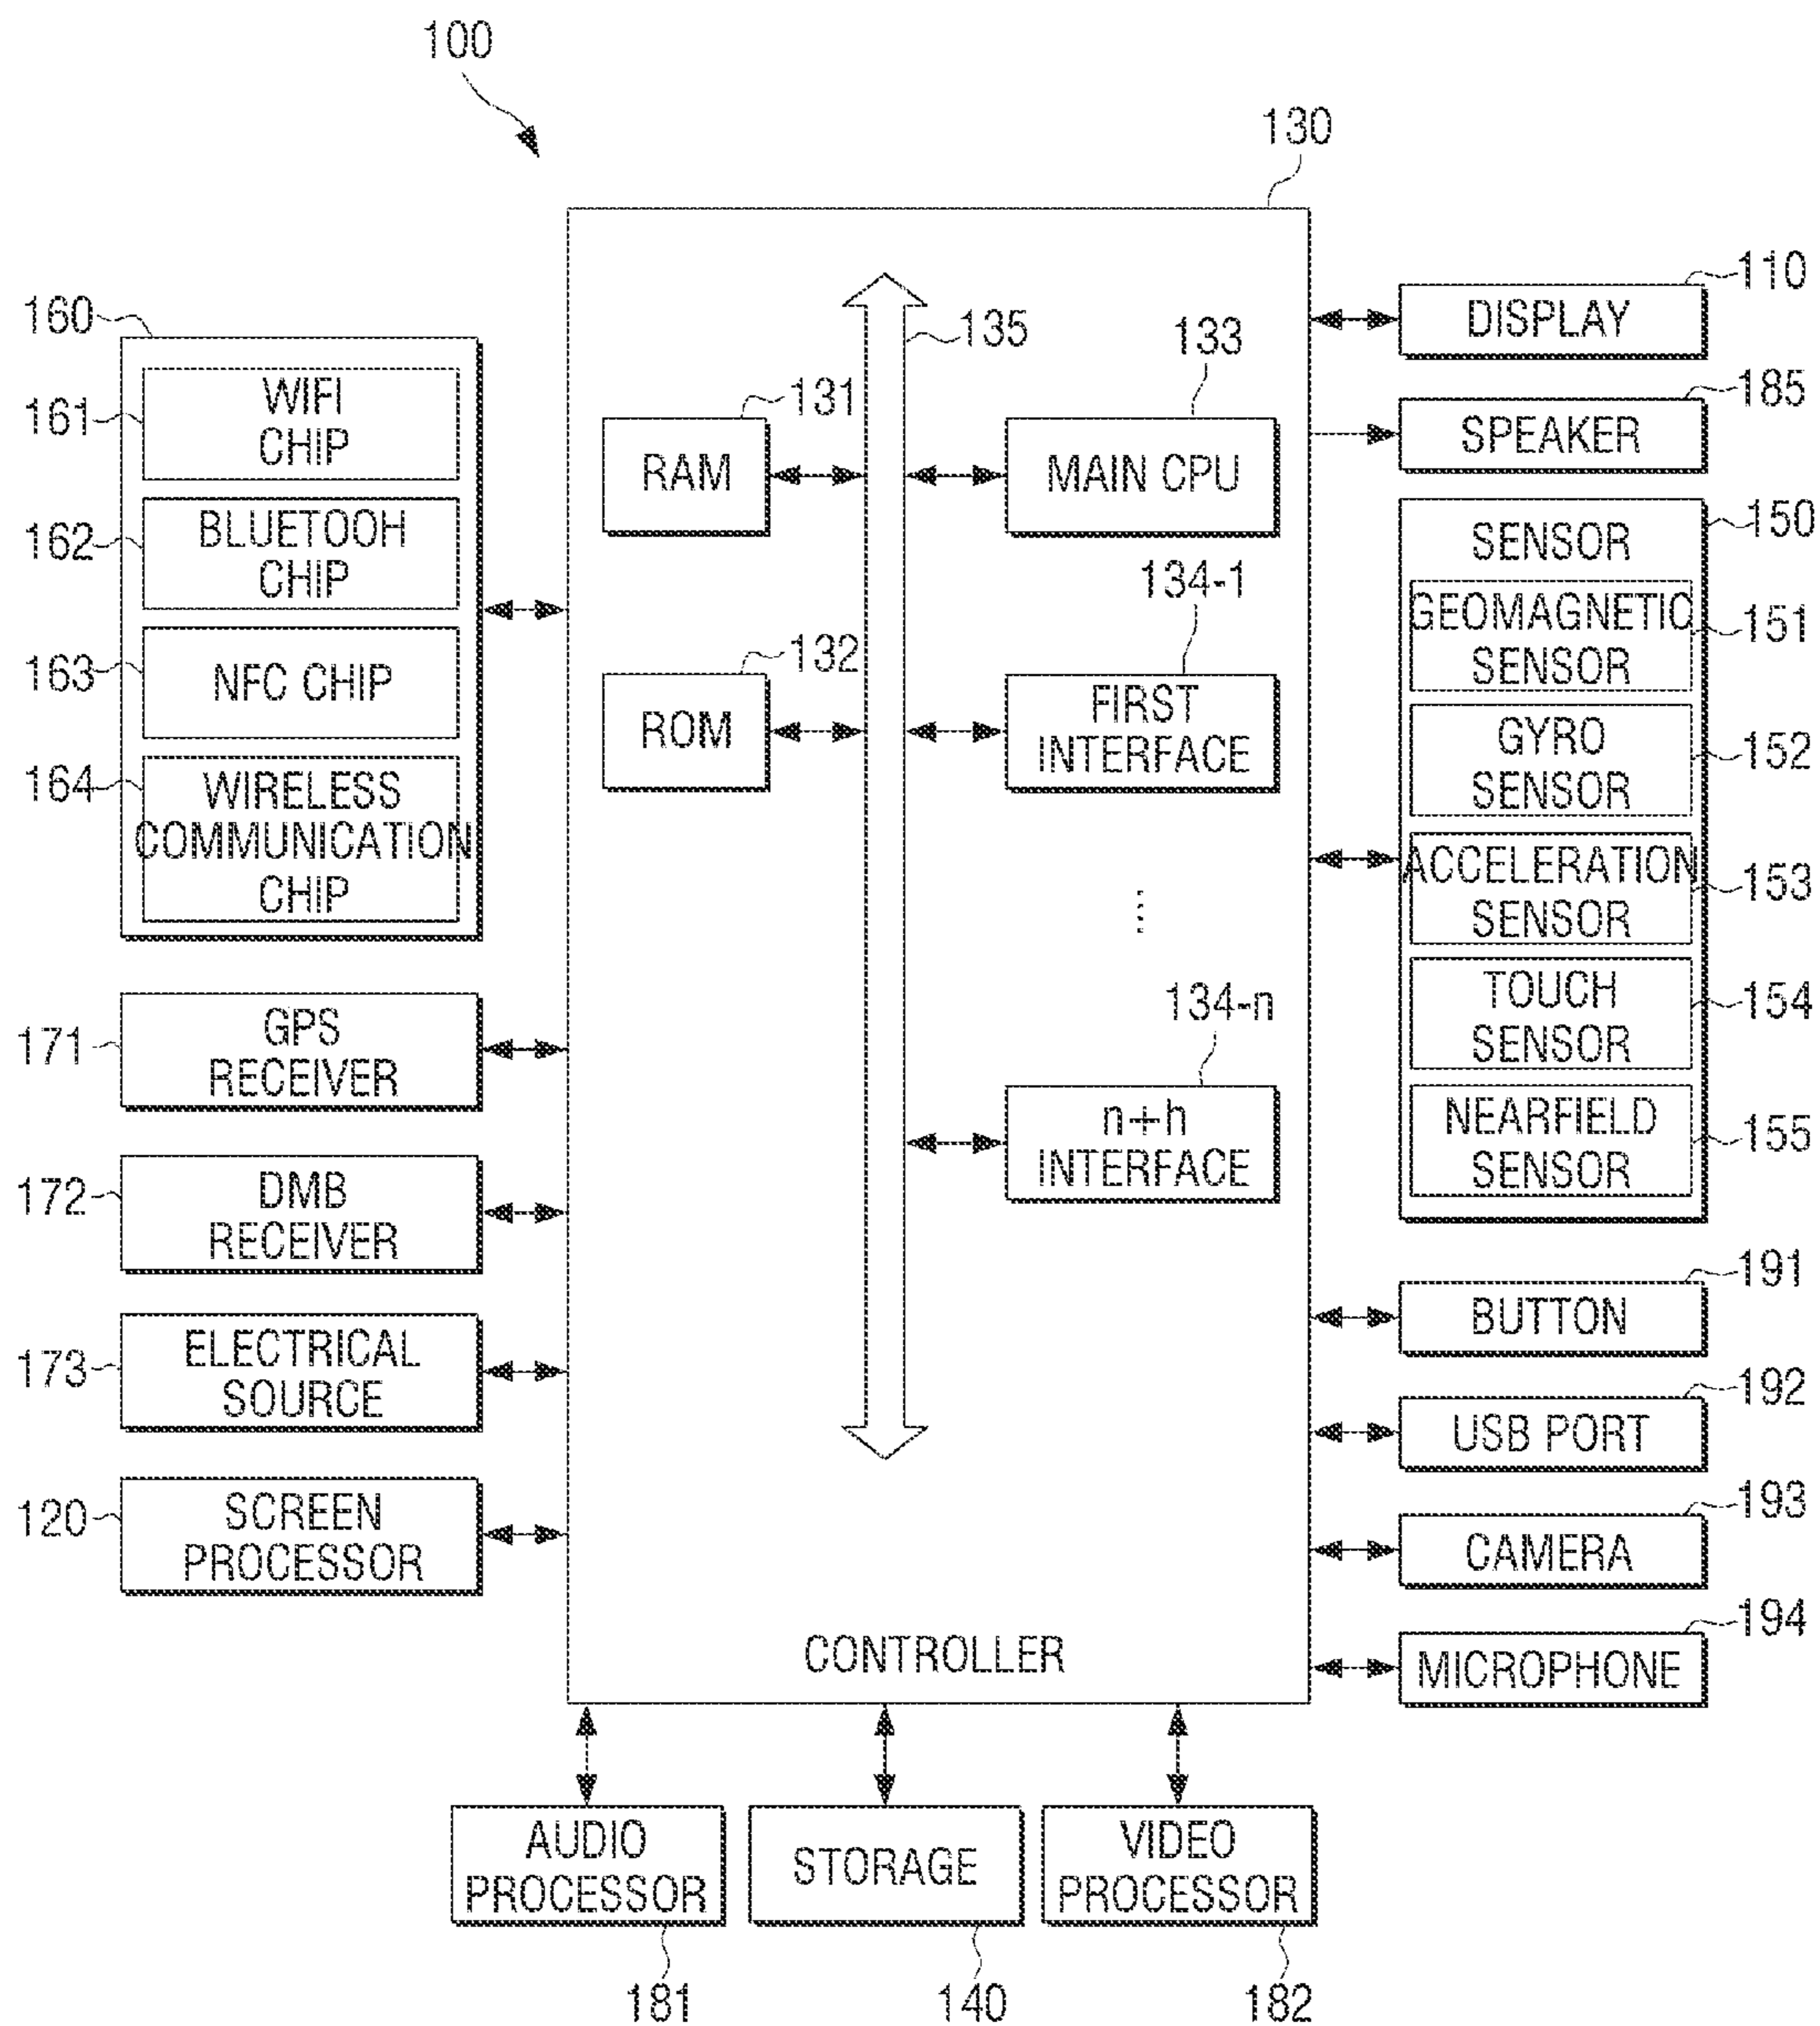 100
130
160
161
WIFI
CHIP
162
BLUETOOH
CHIP
163
NFC CHIP
164
WIRELESS
COMMUNICATION
CHIP
171
GPS
RECEIVER
172
DMB
RECEIVER
173
ELECTRICAL
SOURCE
120
SCREEN
PROCESSOR
135
131
RAM
132
ROM
133
MAIN CPU
134-1
FIRST
INTERFACE
134-n
n+h
INTERFACE
CONTROLLER
110
DISPLAY
185
SPEAKER
150
SENSOR
GEOMAGNETIC
SENSOR
151
GYRO
SENSOR
152
ACCELERATION
SENSOR
153
TOUCH
SENSOR
154
NEARFIELD
SENSOR
155
191
BUTTON
192
USB PORT
193
CAMERA
194
MICROPHONE
AUDIO
PROCESSOR
181
STORAGE
140
VIDEO
PROCESSOR
182